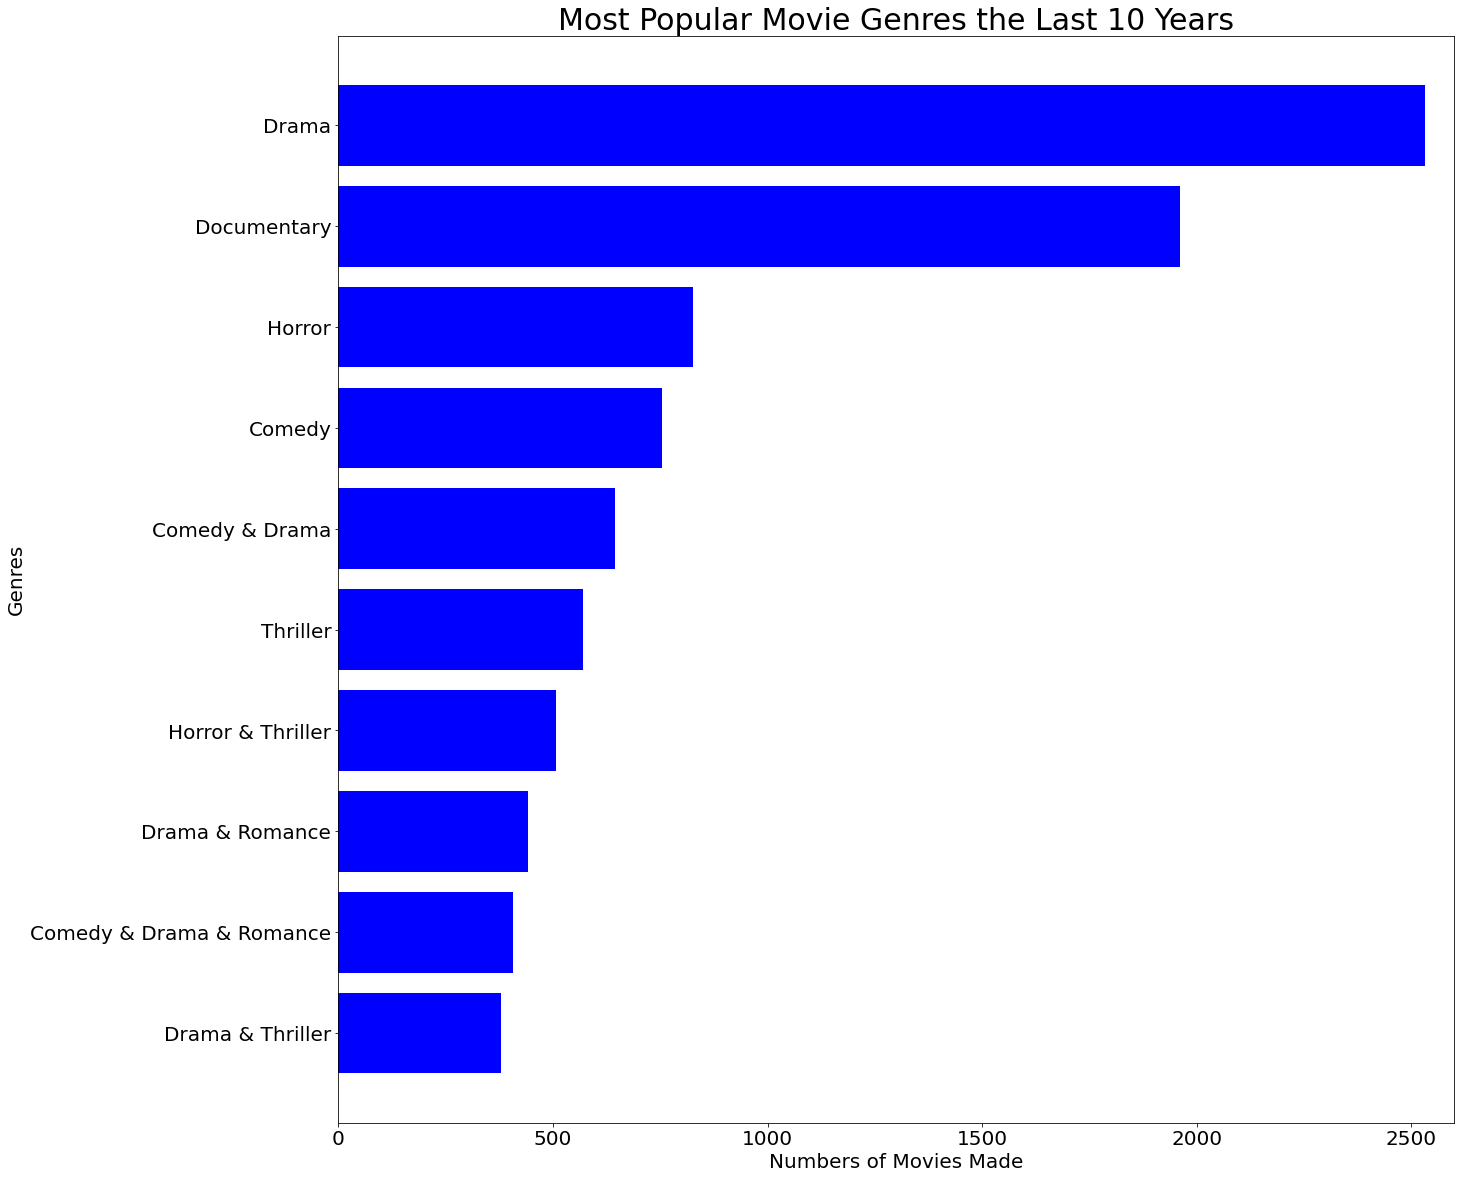 Most Popular Movie Genres the Last 10 Years
Drama
Documentary
Horror
Comedy
Comedy & Drama
Thriller
Horror & Thriller
Drama & Romance
Comedy & Drama & Romance
Drama & Thriller
Genres
0 500 1000 1500 2000 2500
Numbers of Movies Made